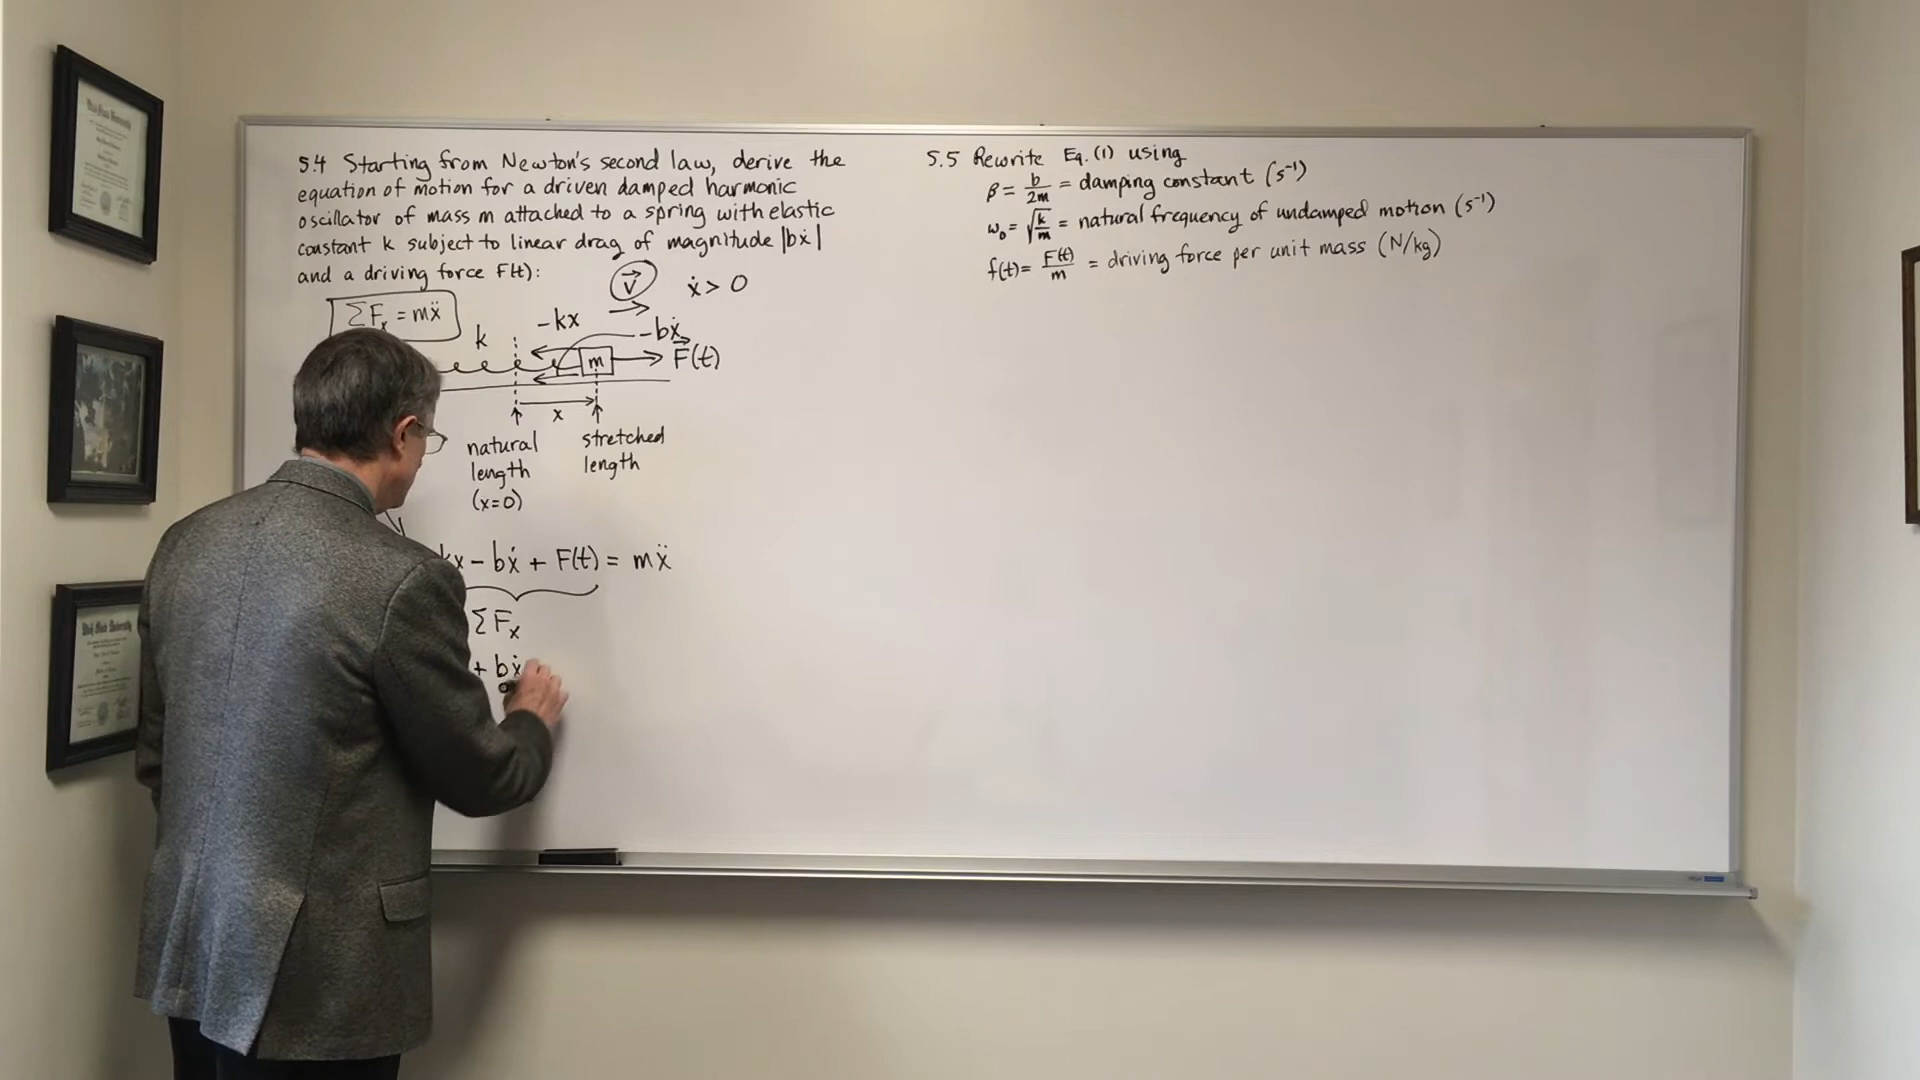 5.4 Starting from Newton's second law, derive the
equation of motion for a driven damped harmonic
oscillator of mass m attached to a spring with elastic
constant k subject to linear drag of magnitude |bẋ|
and a driving force F(t):
v⃗ ẋ > 0
ΣFₓ = mẍ
k -kx -bẋ
m F⃗(t)
x
natural
length
(x=0)
stretched
length
kx - bẋ + F(t) = mẍ
ΣFₓ
+ bẋ
5.5 Rewrite Eq. (1) using
β = b/2m = damping constant (s⁻¹)
ω₀ = √(k/m) = natural frequency of undamped motion (s⁻¹)
f(t) = F(t)/m = driving force per unit mass (N/kg)
Utah State University